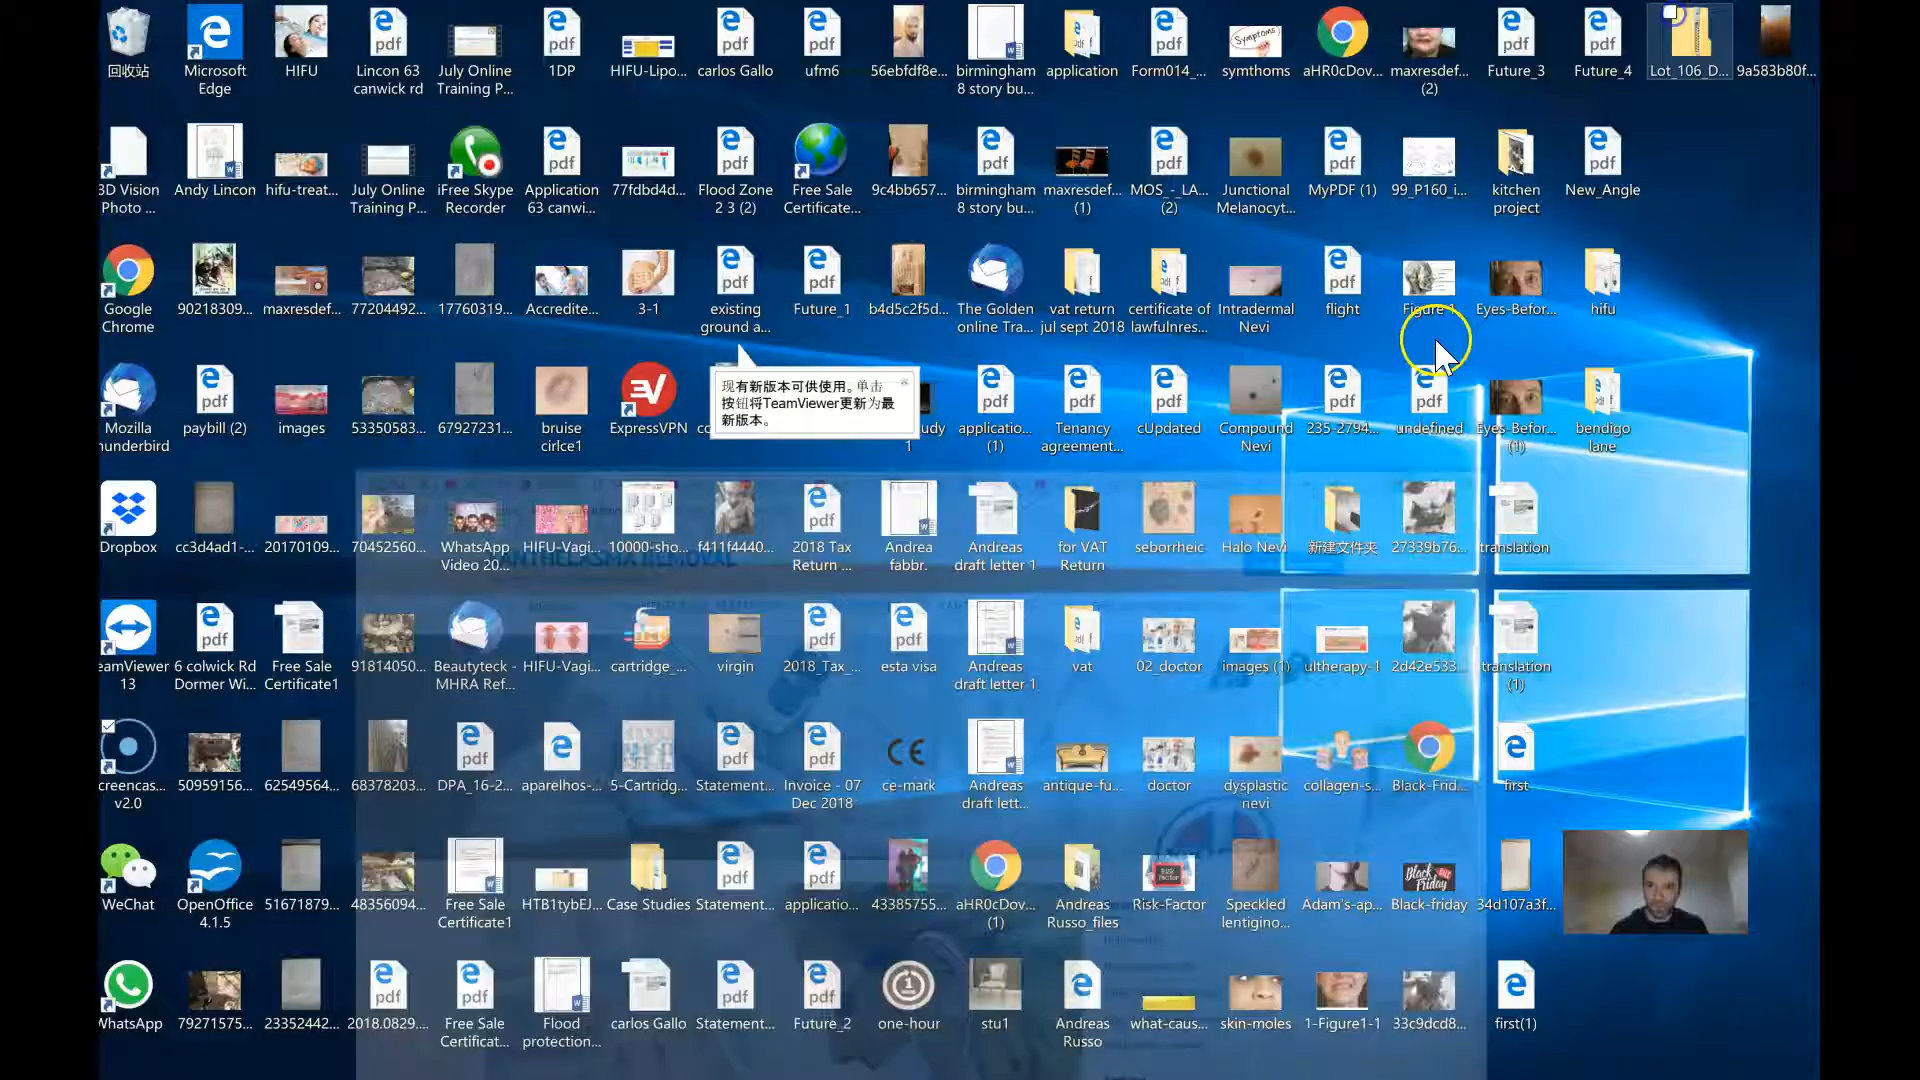 回收站
Microsoft
Edge
HIFU
Lincon 63
canwick rd
July Online
Training P...
1DP
HIFU-Lipo...
carlos Gallo
ufm6
56ebfdf8e...
birmingham
8 story bu...
application
Form014_...
symthoms
aHR0cDov...
maxresdef...
(2)
Future_3
Future_4
Lot_106_D...
9a583b80f...
3D Vision
Photo ...
Andy Lincon
hifu-treat...
July Online
Training P...
iFree Skype
Recorder
Application
63 canwi...
77fdbd4d...
Flood Zone
2 3 (2)
Free Sale
Certificate...
9c4bb657...
birmingham
8 story bu...
maxresdef...
(1)
MOS_-_LA...
(2)
Junctional
Melanocyt...
MyPDF (1)
99_P160_i...
kitchen
project
New_Angle
Google
Chrome
90218309...
maxresdef...
77204492...
17760319...
Accredite...
3-1
existing
ground a...
Future_1
b4d5c2f5d...
The Golden
online Tra...
vat return
jul sept 2018
certificate of
lawfulnres...
Intradermal
Nevi
flight
Figure-1
Eyes-Befor...
hifu
现有新版本可供使用。单击
按钮将TeamViewer更新为最
新版本。
Mozilla
hunderbird
paybill (2)
images
53350583...
67927231...
bruise
cirlce1
ExpressVPN
udy
1
applicatio...
(1)
Tenancy
agreement...
cUpdated
Compound
Nevi
235-2794...
undefined
Eyes-Befor...
(1)
bendigo
lane
Dropbox
cc3d4ad1-...
20170109...
70452560...
WhatsApp
Video 20...
HIFU-Vagi...
10000-sho...
f411f4440...
2018 Tax
Return ...
Andrea
fabbr.
Andreas
draft letter 1
for VAT
Return
seborrheic
Halo Nevi
新建文件夹
27339b76...
translation
eamViewer
13
6 colwick Rd
Dormer Wi...
Free Sale
Certificate1
91814050...
Beautyteck -
MHRA Ref...
HIFU-Vagi...
cartridge_...
virgin
2018_Tax_...
esta visa
Andreas
draft letter 1
vat
02_doctor
images (1)
ultherapy-1
2d42e533...
translation
(1)
creencas...
v2.0
50959156...
62549564...
68378203...
DPA_16-2...
aparelhos-...
5-Cartridg...
Statement...
Invoice - 07
Dec 2018
ce-mark
Andreas
draft lett...
antique-fu...
doctor
dysplastic
nevi
collagen-s...
Black-Frid...
first
WeChat
OpenOffice
4.1.5
51671879...
48356094...
Free Sale
Certificate1
HTB1tybEJ...
Case Studies
Statement...
applicatio...
43385755...
aHR0cDov...
(1)
Andreas
Russo_files
Risk-Factor
Speckled
lentigino...
Adam's-ap...
Black-friday
34d107a3f...
WhatsApp
79271575...
23352442...
2018.0829...
Free Sale
Certificat...
Flood
protection...
carlos Gallo
Statement...
Future_2
one-hour
stu1
Andreas
Russo
what-caus...
skin-moles
1-Figure1-1
33c9dcd8...
first(1)